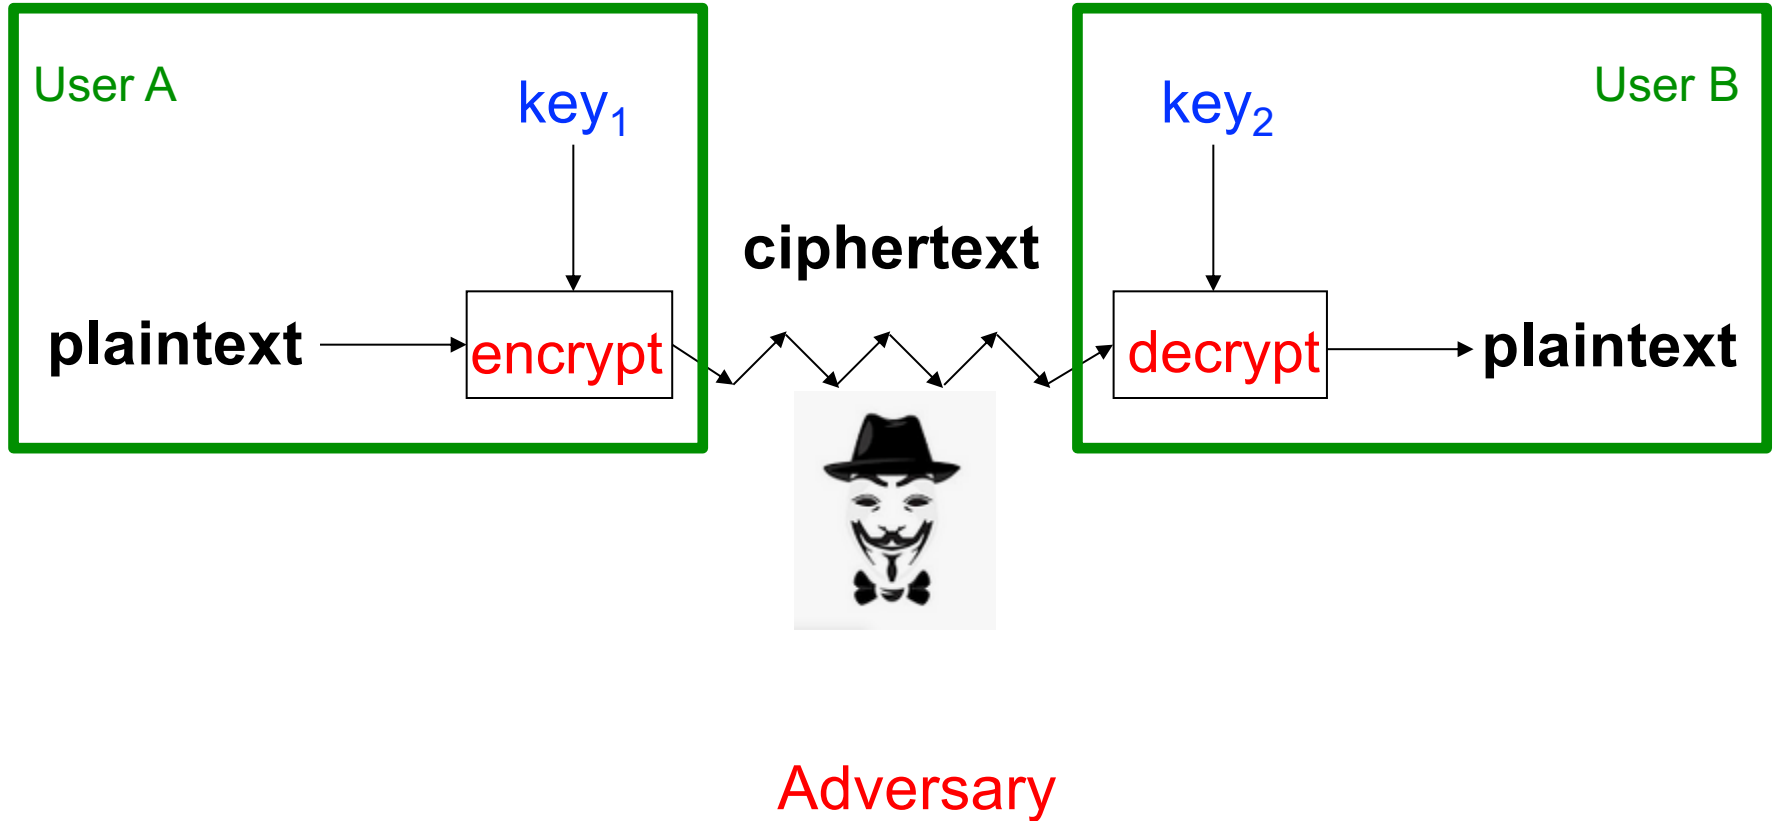 User A
key₁
plaintext
encrypt
ciphertext
User B
key₂
decrypt
plaintext
Adversary